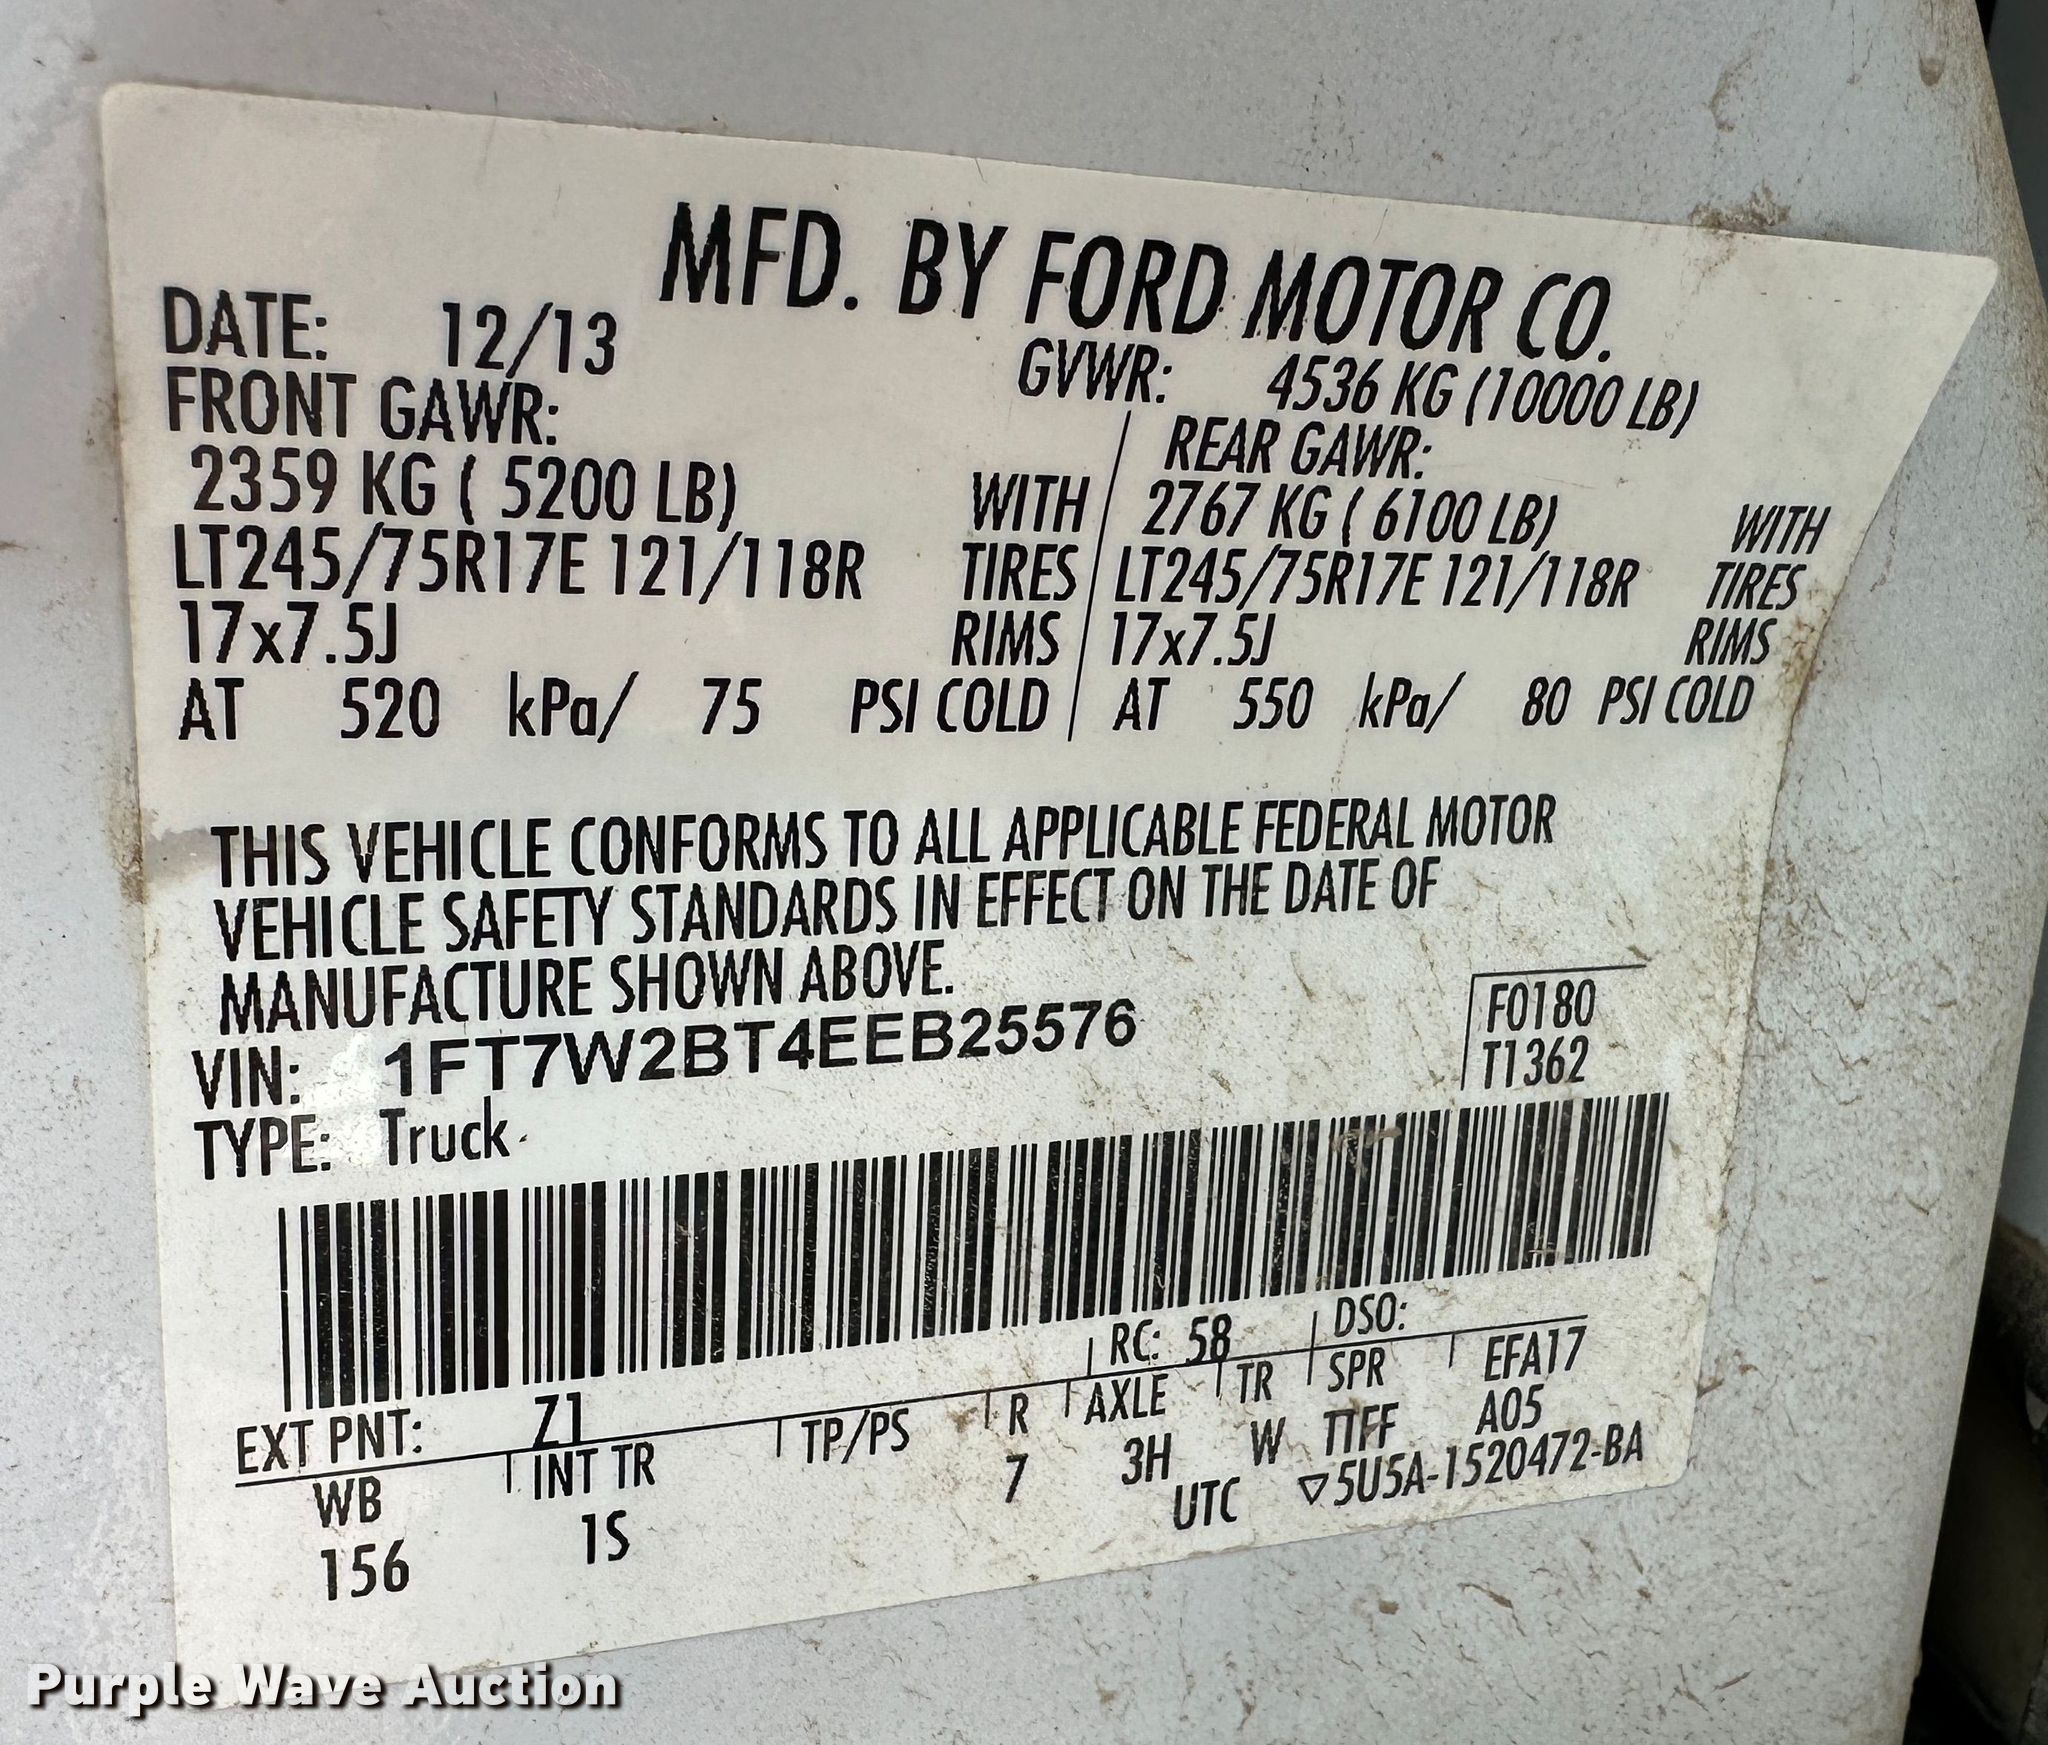 MFD. BY FORD MOTOR CO.
DATE: 12/13 GVWR: 4536 KG (10000 LB)
FRONT GAWR: REAR GAWR:
2359 KG ( 5200 LB) WITH 2767 KG ( 6100 LB) WITH
LT245/75R17E 121/118R TIRES LT245/75R17E 121/118R TIRES
17x7.5J RIMS 17x7.5J RIMS
AT 520 kPa/ 75 PSI COLD AT 550 kPa/ 80 PSI COLD
THIS VEHICLE CONFORMS TO ALL APPLICABLE FEDERAL MOTOR
VEHICLE SAFETY STANDARDS IN EFFECT ON THE DATE OF
MANUFACTURE SHOWN ABOVE.
VIN: 1FT7W2BT4EEB25576 F0180
TYPE: Truck T1362
EXT PNT: Z1 RC: 58 DSO:
WB INT TR TP/PS R AXLE TR SPR EFA17
156 1S 7 3H W TTFF A05
UTC ▽5U5A-1520472-BA
Purple Wave Auction